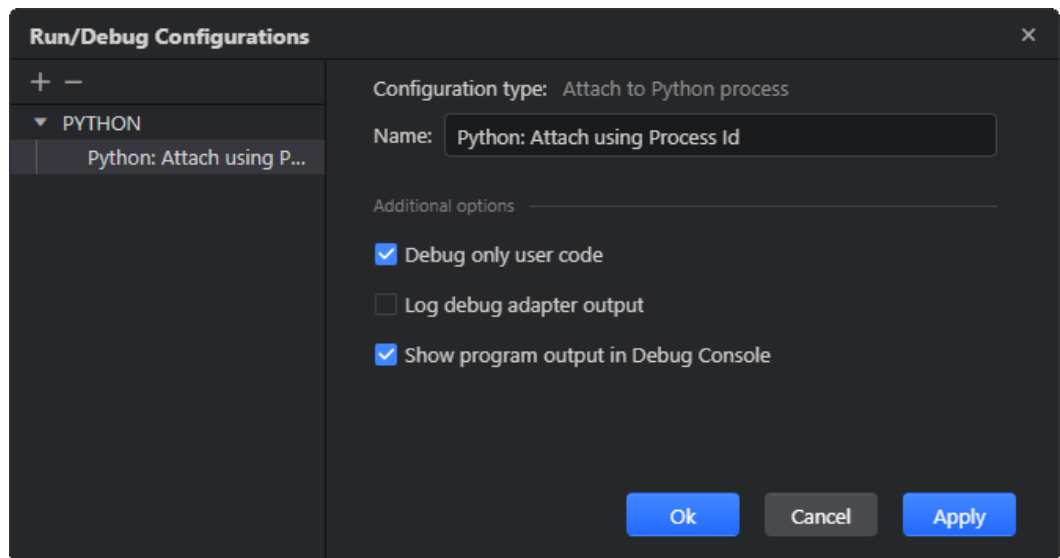 Run/Debug Configurations
PYTHON
Python: Attach using P...
Configuration type: Attach to Python process
Name: Python: Attach using Process Id
Additional options
Debug only user code
Log debug adapter output
Show program output in Debug Console
Ok Cancel Apply